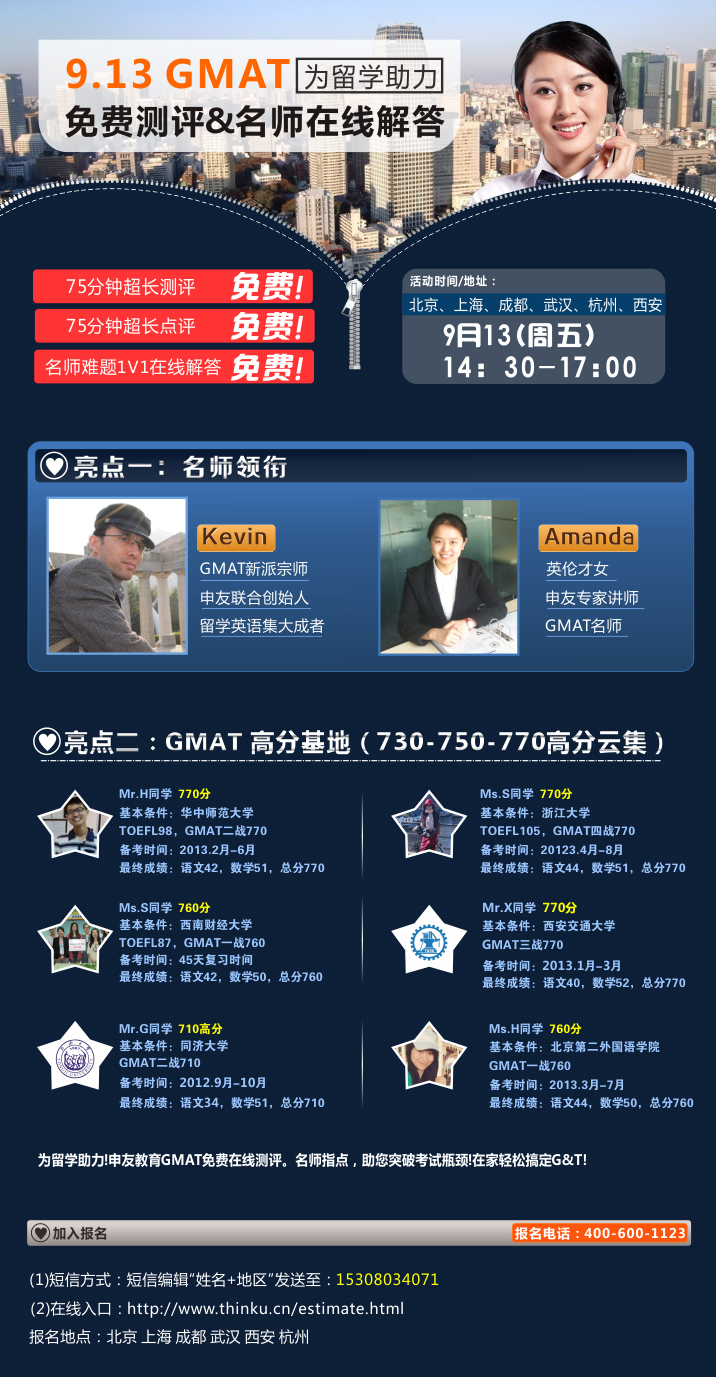 9.13 GMAT 为留学助力
免费测评&名师在线解答
75分钟超长测评 免费!
75分钟超长点评 免费!
名师难题1V1在线解答 免费!
活动时间/地址：
北京、上海、成都、武汉、杭州、西安
9月13(周五)
14：30-17:00
亮点一：名师领衔
Kevin
GMAT新派宗师
申友联合创始人
留学英语集大成者
Amanda
英伦才女
申友专家讲师
GMAT名师
亮点二：GMAT 高分基地（730-750-770高分云集）
Mr.H同学 770分
基本条件：华中师范大学
TOEFL98，GMAT二战770
备考时间：2013.2月-6月
最终成绩：语文42，数学51，总分770
Ms.S同学 770分
基本条件：浙江大学
TOEFL105，GMAT四战770
备考时间：20123.4月-8月
最终成绩：语文44，数学51，总分770
Ms.S同学 760分
基本条件：西南财经大学
TOEFL87，GMAT一战760
备考时间：45天复习时间
最终成绩：语文42，数学50，总分760
Mr.X同学 770分
基本条件：西安交通大学
GMAT三战770
备考时间：2013.1月-3月
最终成绩：语文40，数学52，总分770
Mr.G同学 710高分
基本条件：同济大学
GMAT二战710
备考时间：2012.9月-10月
最终成绩：语文34，数学51，总分710
Ms.H同学 760分
基本条件：北京第二外国语学院
GMAT一战760
备考时间：2013.3月-7月
最终成绩：语文44，数学50，总分760
为留学助力!申友教育GMAT免费在线测评。名师指点，助您突破考试瓶颈!在家轻松搞定G&T!
加入报名
报名电话：400-600-1123
(1)短信方式：短信编辑“姓名+地区”发送至：15308034071
(2)在线入口：http://www.thinku.cn/estimate.html
报名地点：北京 上海 成都 武汉 西安 杭州